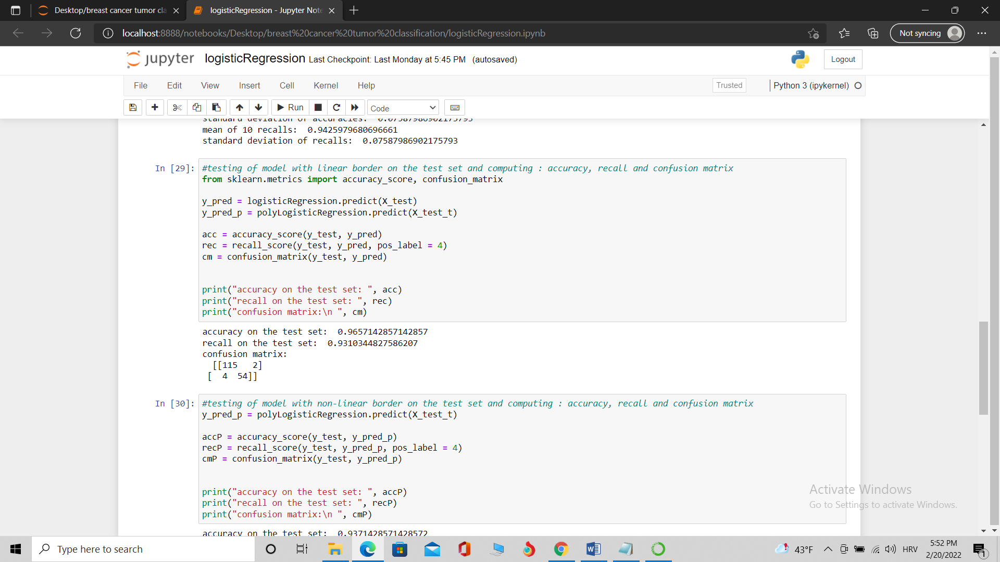 Desktop/breast cancer tumor cla
logisticRegression - Jupyter Note
localhost:8888/notebooks/Desktop/breast%20cancer%20tumor%20classification/logisticRegression.ipynb
Not syncing
jupyter logisticRegression Last Checkpoint: Last Monday at 5:45 PM (autosaved)
Logout
File Edit View Insert Cell Kernel Help
Trusted
Python 3 (ipykernel)
Run
Code
standard deviation of accuracies: 0.07587986902175793
mean of 10 recalls: 0.9425979680696661
standard deviation of recalls: 0.07587986902175793
In [29]:
#testing of model with linear border on the test set and computing : accuracy, recall and confusion matrix
from sklearn.metrics import accuracy_score, confusion_matrix
y_pred = logisticRegression.predict(X_test)
y_pred_p = polyLogisticRegression.predict(X_test_t)
acc = accuracy_score(y_test, y_pred)
rec = recall_score(y_test, y_pred, pos_label = 4)
cm = confusion_matrix(y_test, y_pred)
print("accuracy on the test set: ", acc)
print("recall on the test set: ", rec)
print("confusion matrix:\n ", cm)
accuracy on the test set: 0.9657142857142857
recall on the test set: 0.9310344827586207
confusion matrix:
[[115 2]
[ 4 54]]
In [30]:
#testing of model with non-linear border on the test set and computing : accuracy, recall and confusion matrix
y_pred_p = polyLogisticRegression.predict(X_test_t)
accP = accuracy_score(y_test, y_pred_p)
recP = recall_score(y_test, y_pred_p, pos_label = 4)
cmP = confusion_matrix(y_test, y_pred_p)
print("accuracy on the test set: ", accP)
print("recall on the test set: ", recP)
print("confusion matrix:\n ", cmP)
accuracy on the test set: 0.9371428571428572
Activate Windows
Go to Settings to activate Windows.
Type here to search
43°F
HRV
5:52 PM
2/20/2022
1